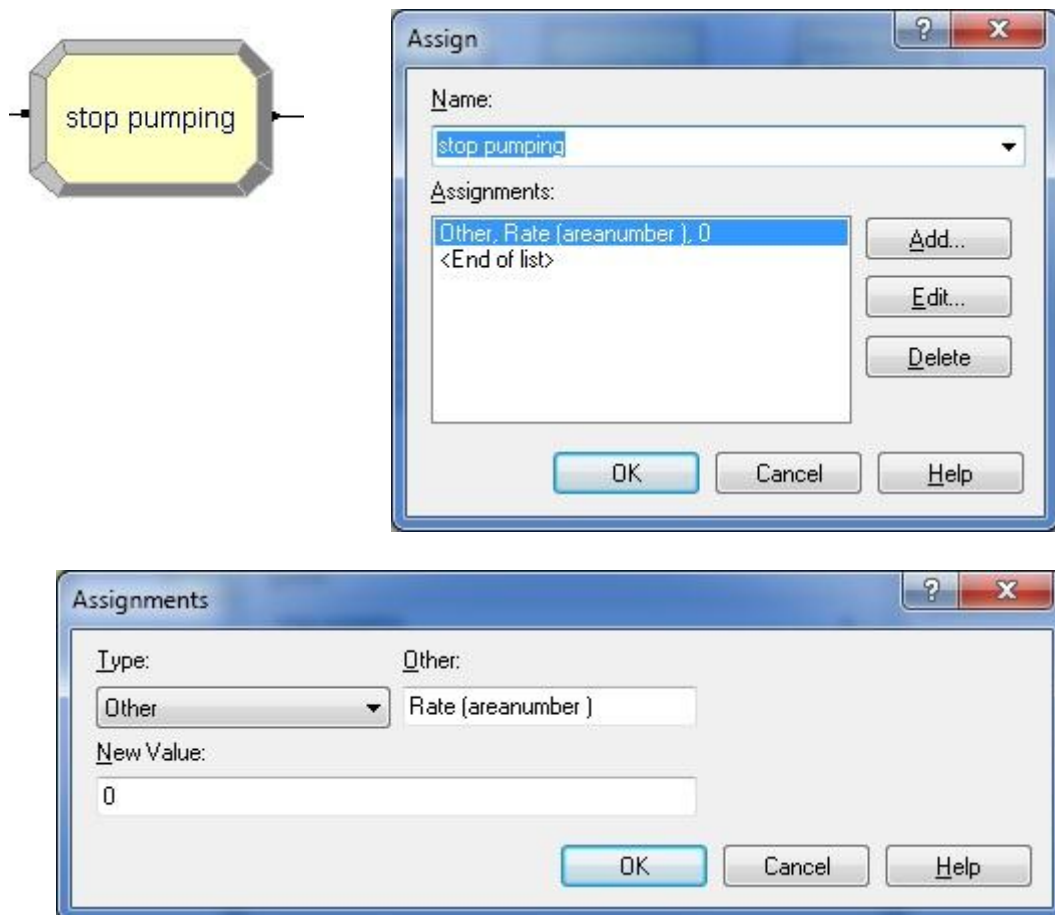 stop pumping
Assign
?
X
Name:
stop pumping
Assignments:
Other, Rate (areanumber ), 0
<End of list>
Add...
Edit...
Delete
OK Cancel Help
Assignments
?
X
Type: Other:
Other Rate (areanumber )
New Value:
0
OK Cancel Help